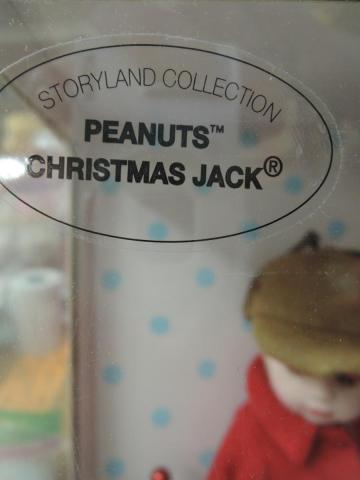 STORYLAND COLLECTION
PEANUTS™
CHRISTMAS JACK®